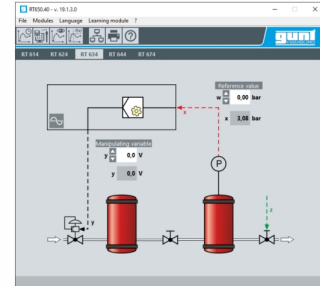 RT650.40 - v. 19.1.3.0
File Modules Language Learning module ?
gunt
RT 614 RT 624 RT 634 RT 644 RT 674
Reference value
w 0,00 bar
x
x 3,08 bar
Manipulating variable
y 0,0 V
y 0,0 V
P
y
z